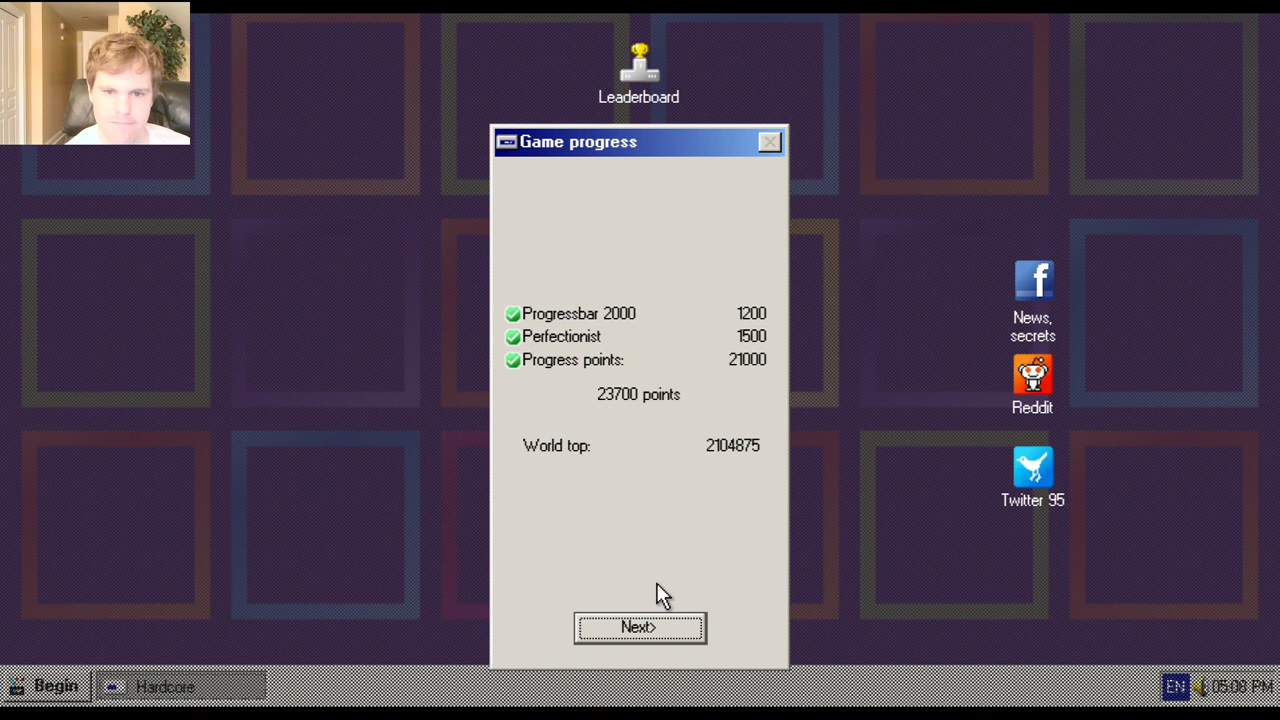 Leaderboard
Game progress
Progressbar 2000 1200
Perfectionist 1500
Progress points: 21000
23700 points
World top: 2104875
Next>
News,
secrets
Reddit
Twitter 95
Begin
Hardcore
EN
05:08 PM